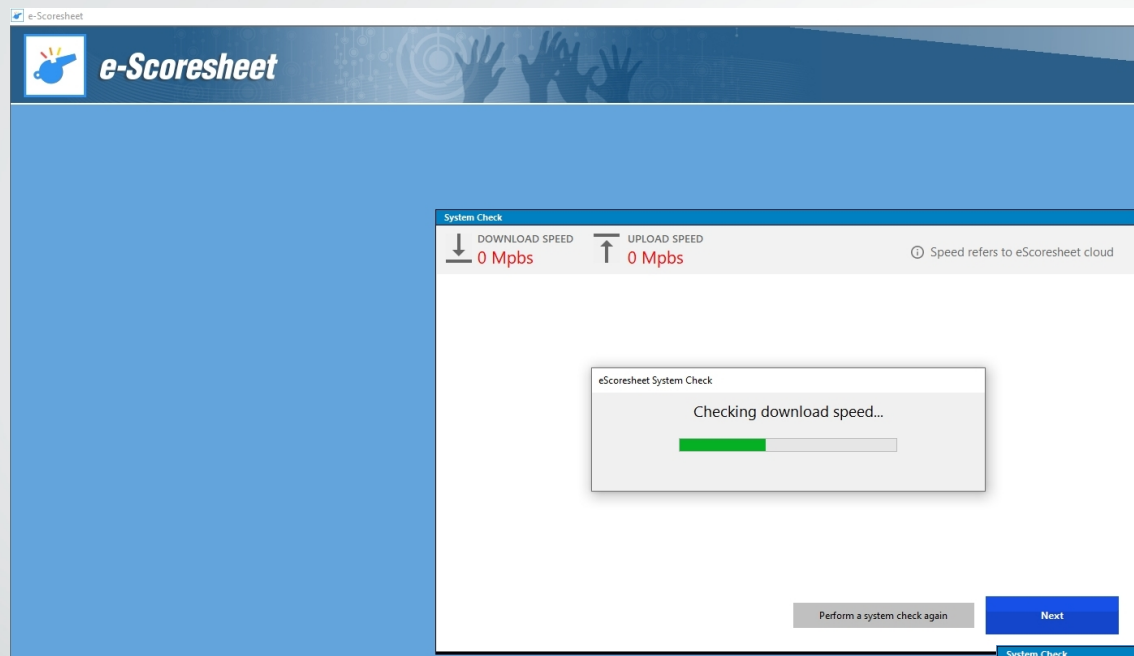 e-Scoresheet
e-Scoresheet
System Check
DOWNLOAD SPEED
0 Mpbs
UPLOAD SPEED
0 Mpbs
Speed refers to eScoresheet cloud
eScoresheet System Check
Checking download speed...
Perform a system check again
Next
System Check